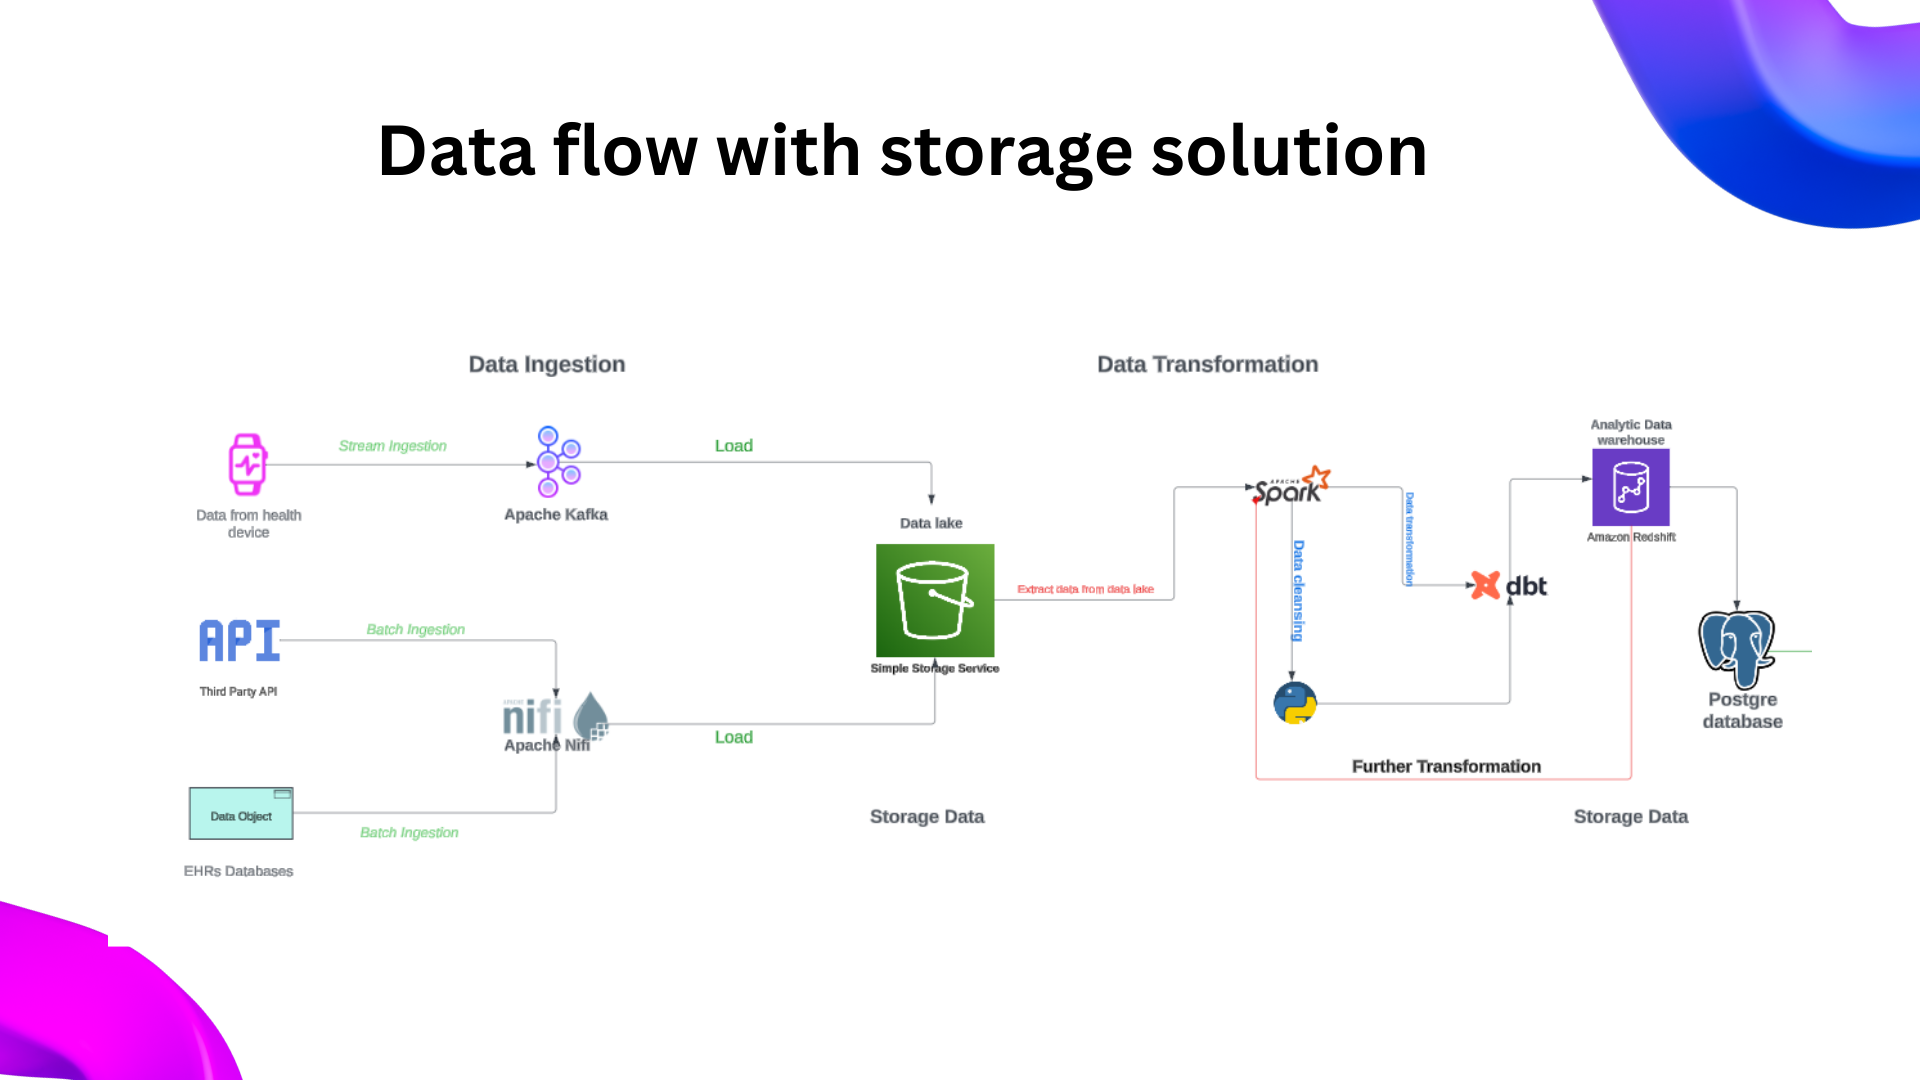 Data flow with storage solution
Data Ingestion
Data Transformation
Stream Ingestion
Load
Data from health
device
Apache Kafka
Data lake
Simple Storage Service
Batch Ingestion
API
Third Party API
APACHE
nifi
Apache Nifi
Load
Data Object
Batch Ingestion
EHRs Databases
Storage Data
Extract data from data lake
APACHE
Spark
Data cleansing
Data transformation
dbt
Analytic Data
warehouse
Amazon Redshift
Postgre
database
Further Transformation
Storage Data